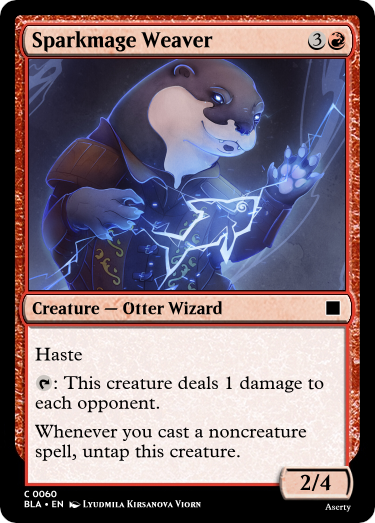 Sparkmage Weaver 3
Creature — Otter Wizard
Haste
: This creature deals 1 damage to
each opponent.
Whenever you cast a noncreature
spell, untap this creature.
2/4
C 0060
BLA • EN Lyudmila Kirsanova Viorn
Aserty